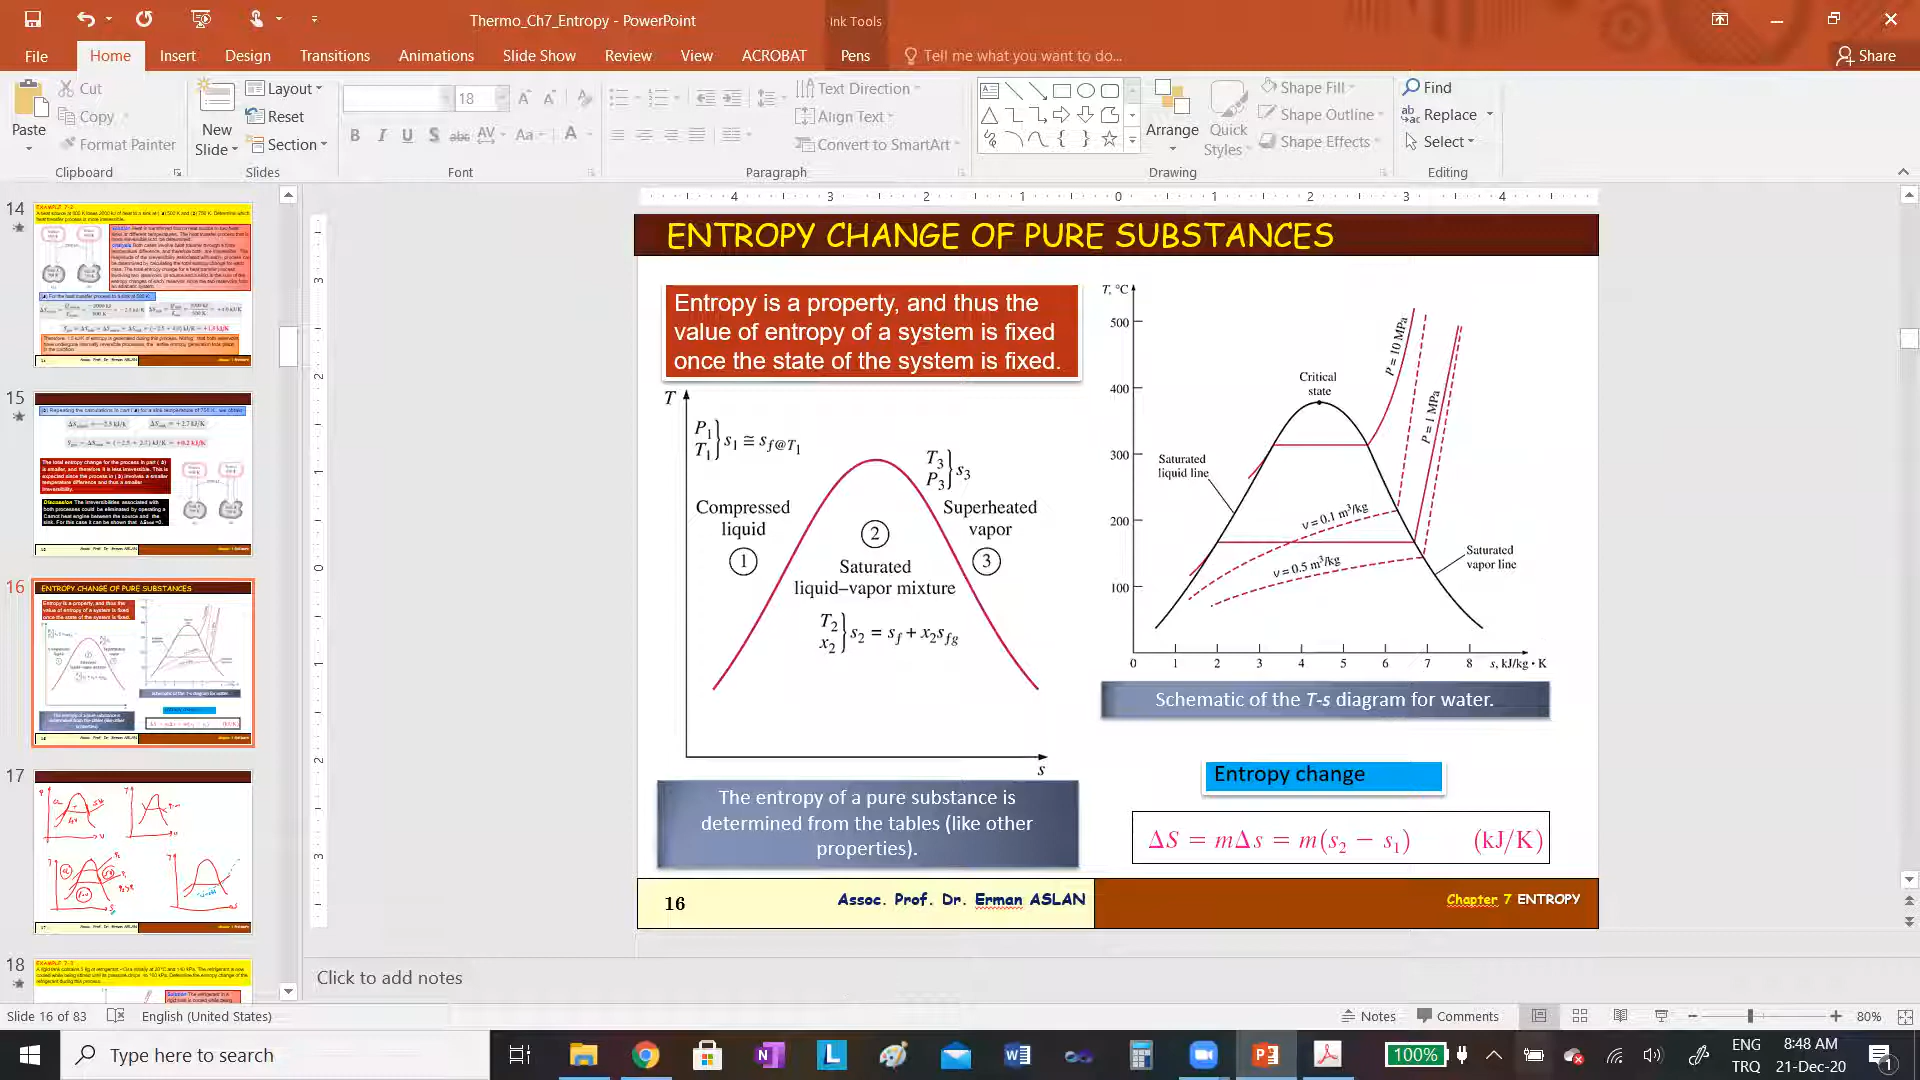 Thermo_Ch7_Entropy - PowerPoint
Ink Tools
File
Home
Insert
Design
Transitions
Animations
Slide Show
Review
View
ACROBAT
Pens
Tell me what you want to do...
Share
Paste
Cut
Copy
Format Painter
Clipboard
New Slide
Layout
Reset
Section
Slides
18
Font
Text Direction
Align Text
Convert to SmartArt
Paragraph
Arrange
Quick Styles
Shape Fill
Shape Outline
Shape Effects
Drawing
Find
Replace
Select
Editing
14
15
16
17
18
ENTROPY CHANGE OF PURE SUBSTANCES
Entropy is a property, and thus the
value of entropy of a system is fixed
once the state of the system is fixed.
T
P1 T1 } s1 ≅ sf@T1
T3 P3 } s3
Compressed
liquid
1
2
Saturated
liquid–vapor mixture
Superheated
vapor
3
T2 x2 } s2 = sf + x2sfg
s
The entropy of a pure substance is
determined from the tables (like other
properties).
T, °C
500
400
300
200
100
Critical
state
P = 10 MPa
P = 1 MPa
Saturated
liquid line
v = 0.1 m³/kg
v = 0.5 m³/kg
Saturated
vapor line
0 1 2 3 4 5 6 7 8 s, kJ/kg • K
Schematic of the T-s diagram for water.
Entropy change
ΔS = mΔs = m(s2 − s1) (kJ/K)
16
Assoc. Prof. Dr. Erman ASLAN
Chapter 7 ENTROPY
Click to add notes
Slide 16 of 83
English (United States)
Notes
Comments
80%
Type here to search
100%
ENG
TRQ
8:48 AM
21-Dec-20
1